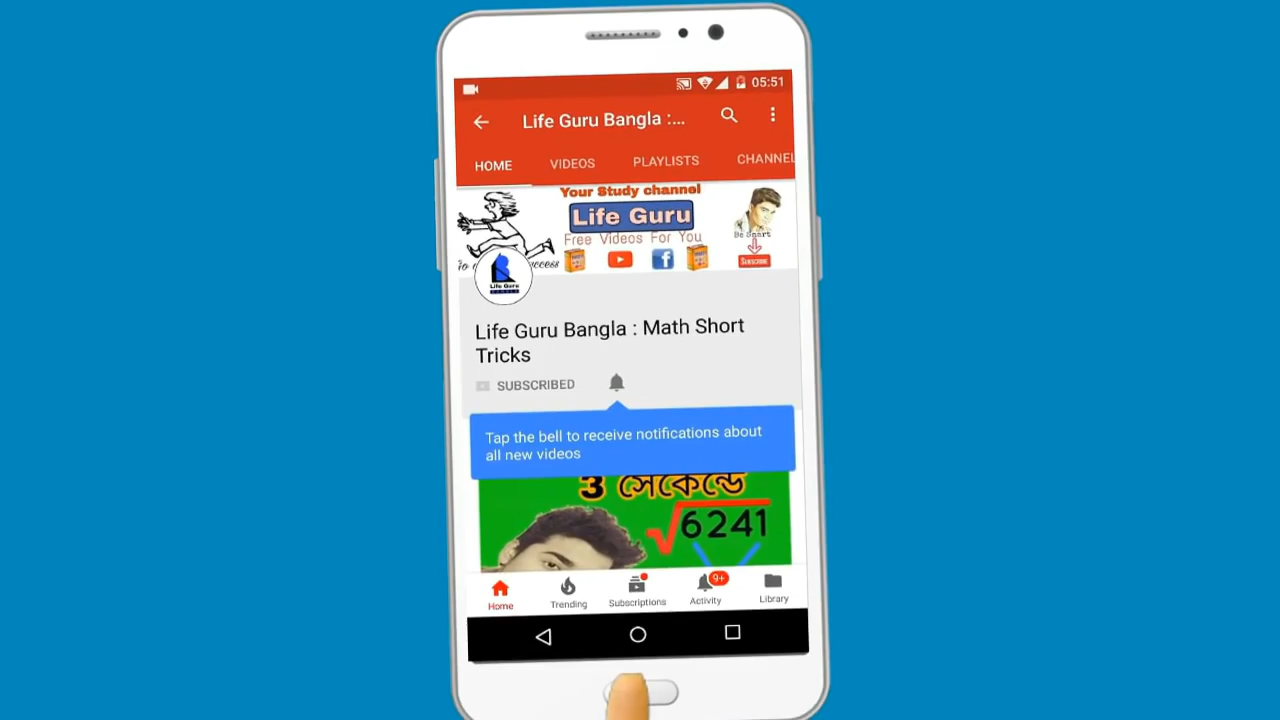 05:51
Life Guru Bangla :...
HOME VIDEOS PLAYLISTS CHANNEL
Your Study channel
Life Guru
Free Videos For You
Be Smart
SUBSCRIBE
Life Guru
Life Guru Bangla : Math Short
Tricks
SUBSCRIBED
Tap the bell to receive notifications about
all new videos
3 সেকেন্ডে
√6241
9+
Home Trending Subscriptions Activity Library